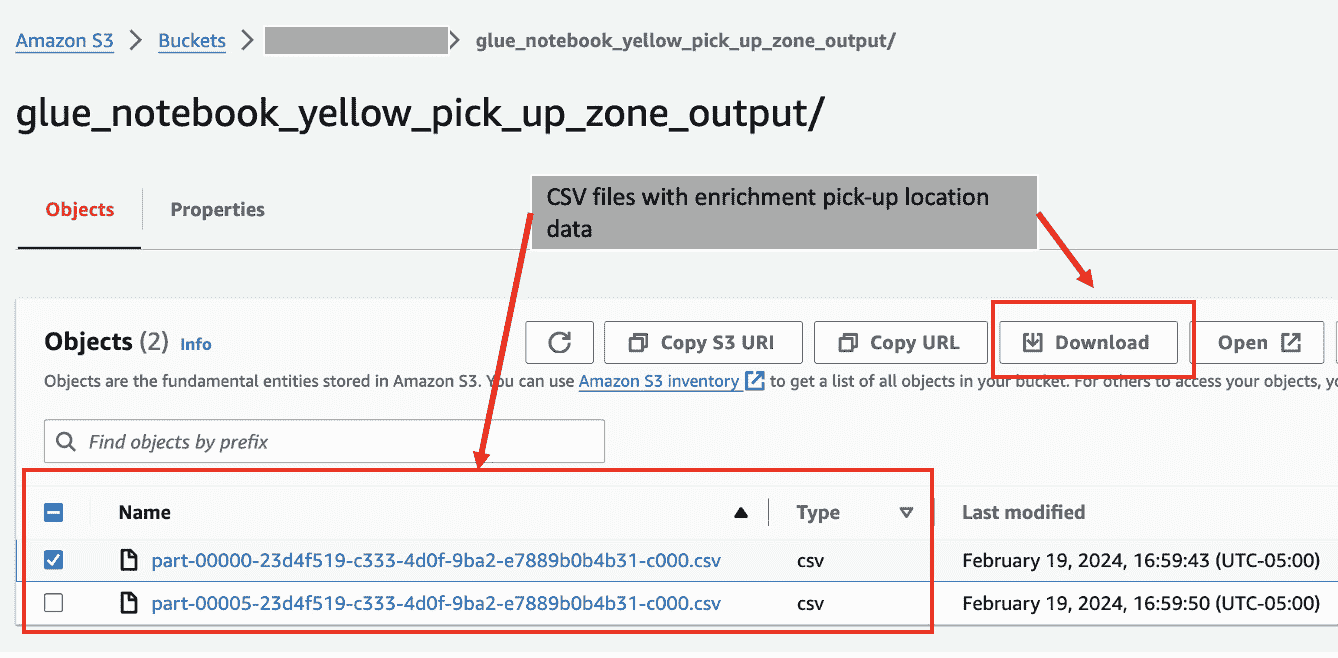 Amazon S3 > Buckets > > glue_notebook_yellow_pick_up_zone_output/
glue_notebook_yellow_pick_up_zone_output/
Objects Properties
CSV files with enrichment pick-up location
data
Objects (2) Info Copy S3 URI Copy URL Download Open
Objects are the fundamental entities stored in Amazon S3. You can use Amazon S3 inventory to get a list of all objects in your bucket. For others to access your objects,
Find objects by prefix
Name Type Last modified
part-00000-23d4f519-c333-4d0f-9ba2-e7889b0b4b31-c000.csv csv February 19, 2024, 16:59:43 (UTC-05:00)
part-00005-23d4f519-c333-4d0f-9ba2-e7889b0b4b31-c000.csv csv February 19, 2024, 16:59:50 (UTC-05:00)